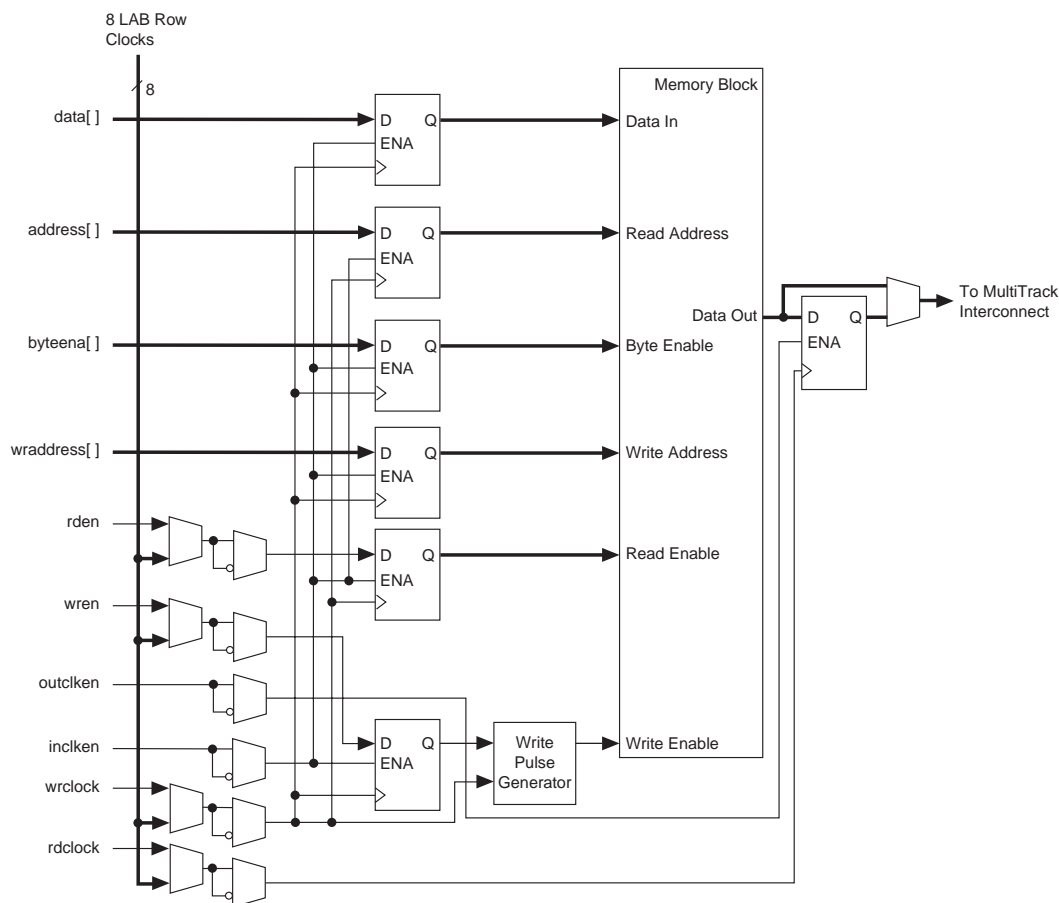 8 LAB Row
Clocks
8
Memory Block
data[ ]
D Q
ENA
Data In
address[ ]
D Q
ENA
Read Address
To MultiTrack
Interconnect
Data Out
D Q
ENA
byteena[ ]
D Q
ENA
Byte Enable
wraddress[ ]
D Q
ENA
Write Address
rden
D Q
ENA
Read Enable
wren
outclken
inclken
D Q
ENA
Write
Pulse
Generator
Write Enable
wrclock
rdclock